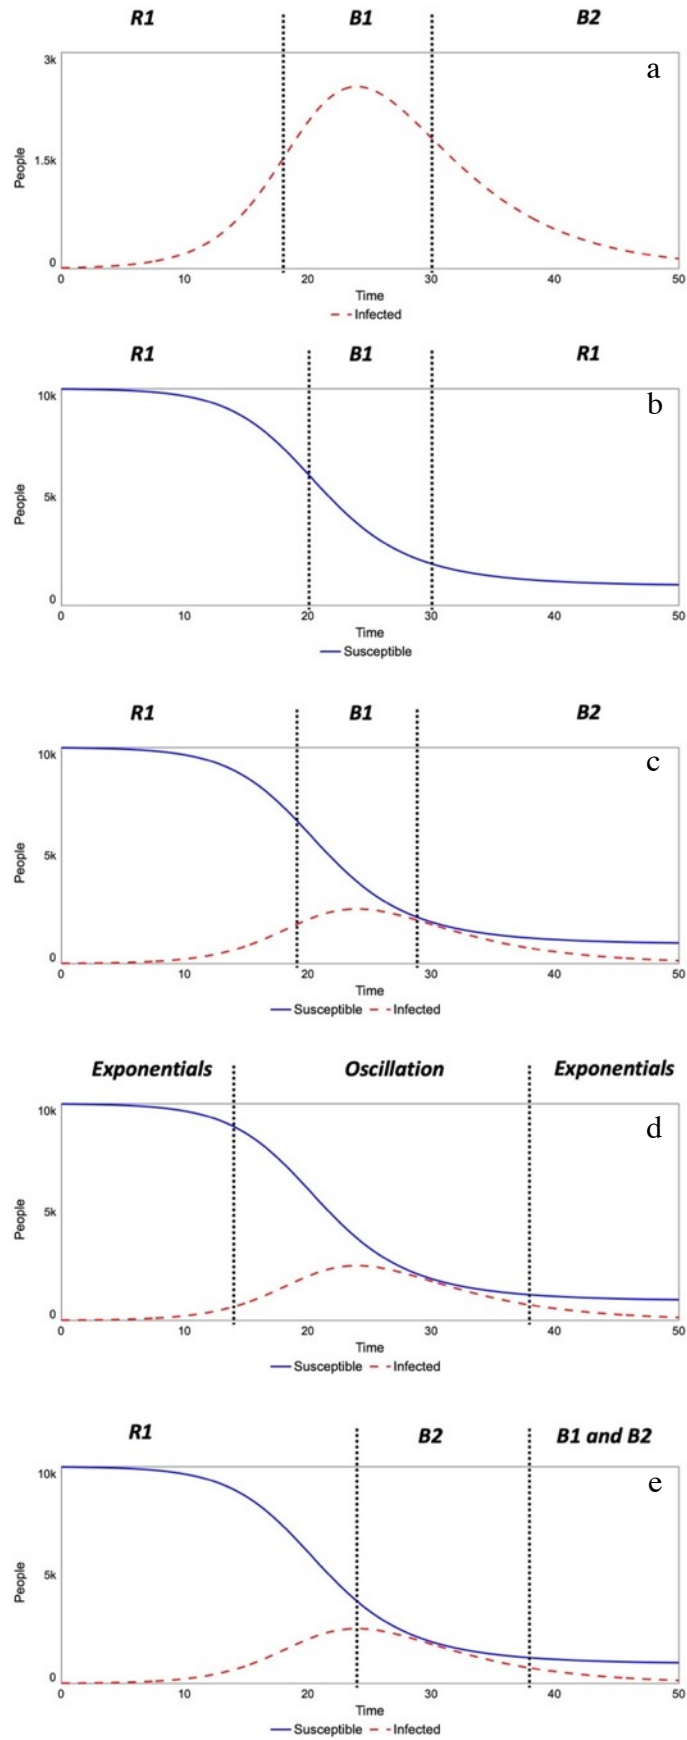 R1 B1 B2
a
3k
1.5k
0
People
0 10 20 30 40 50
Time
Infected
R1 B1 R1
b
10k
5k
0
People
0 10 20 30 40 50
Time
Susceptible
R1 B1 B2
c
10k
5k
0
People
0 10 20 30 40 50
Time
Susceptible Infected
Exponentials Oscillation Exponentials
d
10k
5k
0
People
0 10 20 30 40 50
Time
Susceptible Infected
R1 B2 B1 and B2
e
10k
5k
0
People
0 10 20 30 40 50
Time
Susceptible Infected